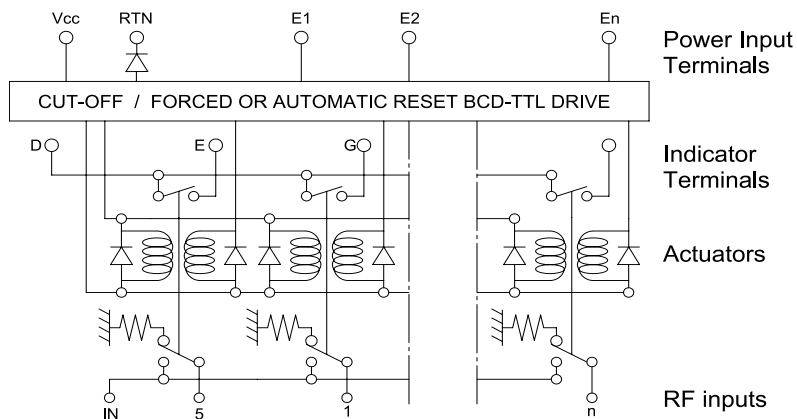 Vcc RTN E1 E2 En
Power Input
Terminals
CUT-OFF / FORCED OR AUTOMATIC RESET BCD-TTL DRIVE
D E G
Indicator
Terminals
Actuators
IN 5 1 n
RF inputs